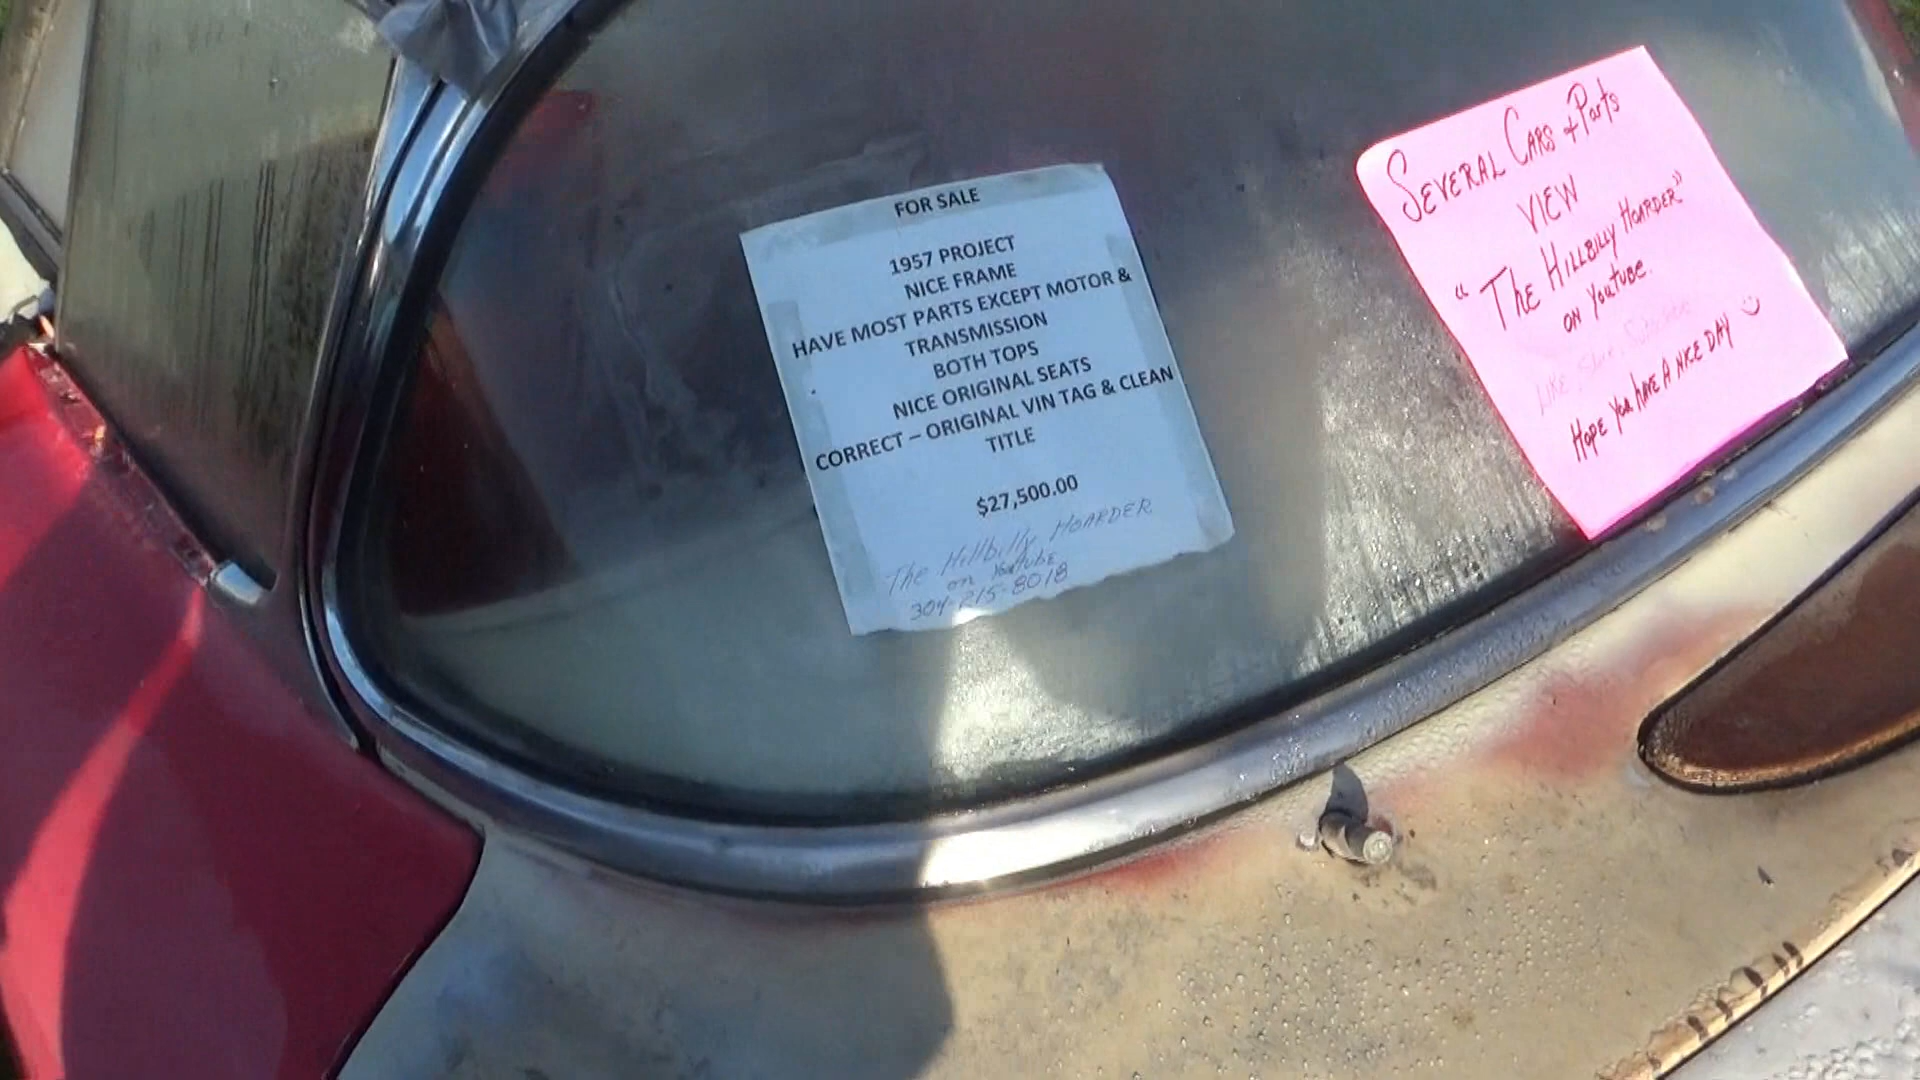 FOR SALE
1957 PROJECT
NICE FRAME
HAVE MOST PARTS EXCEPT MOTOR &
TRANSMISSION
BOTH TOPS
NICE ORIGINAL SEATS
CORRECT – ORIGINAL VIN TAG & CLEAN
TITLE
$27,500.00
The Hillbilly HOARDER
on YouTube
304-215-8018
SEVERAL CARS + Parts
VIEW
"The HILLBILLY HOARDER"
on YouTube.
LIKE
Hope You have A NICE DAY